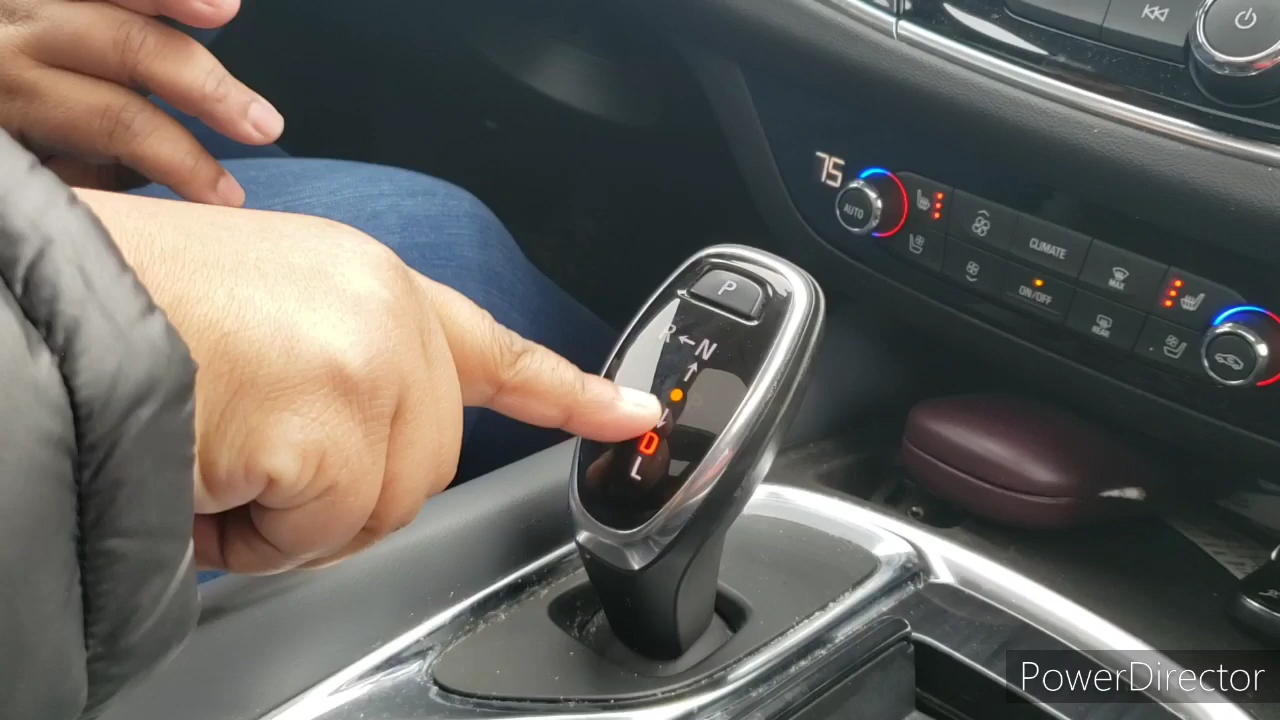 75
AUTO
CLIMATE
MAX
ON/OFF
REAR
P
R ← N
↑
↓
D
L
PowerDirector